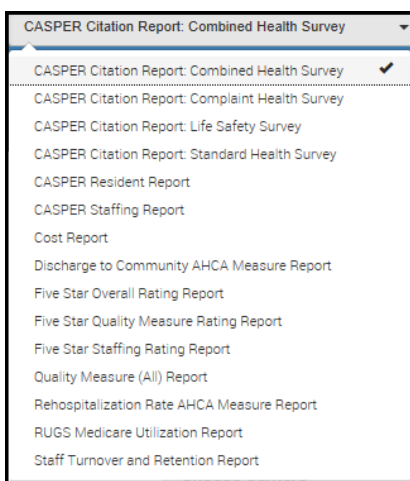 CASPER Citation Report: Combined Health Survey
CASPER Citation Report: Combined Health Survey
CASPER Citation Report: Complaint Health Survey
CASPER Citation Report: Life Safety Survey
CASPER Citation Report: Standard Health Survey
CASPER Resident Report
CASPER Staffing Report
Cost Report
Discharge to Community AHCA Measure Report
Five Star Overall Rating Report
Five Star Quality Measure Rating Report
Five Star Staffing Rating Report
Quality Measure (All) Report
Rehospitalization Rate AHCA Measure Report
RUGS Medicare Utilization Report
Staff Turnover and Retention Report